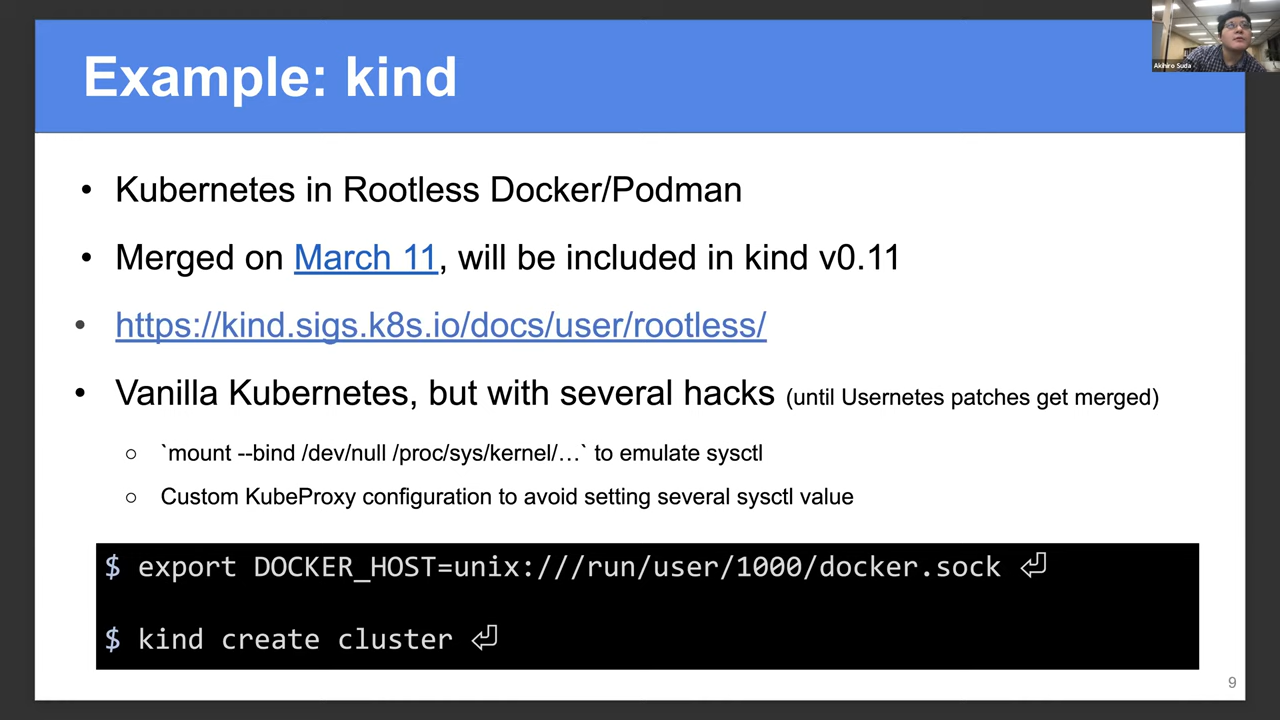 Example: kind
Akihiro Suda
• Kubernetes in Rootless Docker/Podman
• Merged on March 11, will be included in kind v0.11
• https://kind.sigs.k8s.io/docs/user/rootless/
• Vanilla Kubernetes, but with several hacks (until Usernetes patches get merged)
○ `mount --bind /dev/null /proc/sys/kernel/…` to emulate sysctl
○ Custom KubeProxy configuration to avoid setting several sysctl value
$ export DOCKER_HOST=unix:///run/user/1000/docker.sock ⏎
$ kind create cluster ⏎
9